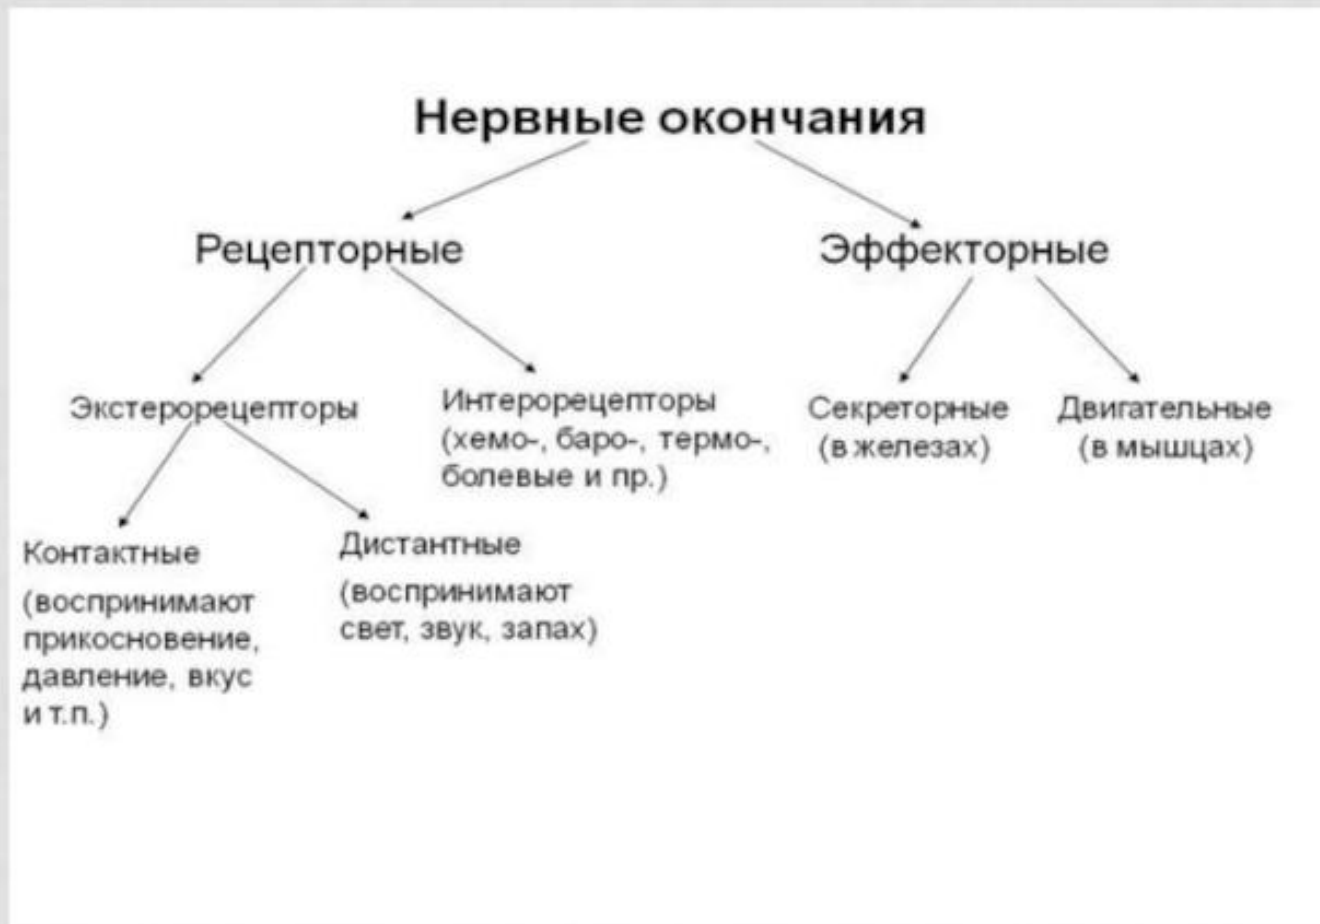 Нервные окончания
Рецепторные
Эффекторные
Экстерорецепторы
Интерорецепторы
(хемо-, баро-, термо-,
болевые и пр.)
Секреторные
(в железах)
Двигательные
(в мышцах)
Контактные
(воспринимают
прикосновение,
давление, вкус
и т.п.)
Дистантные
(воспринимают
свет, звук, запах)